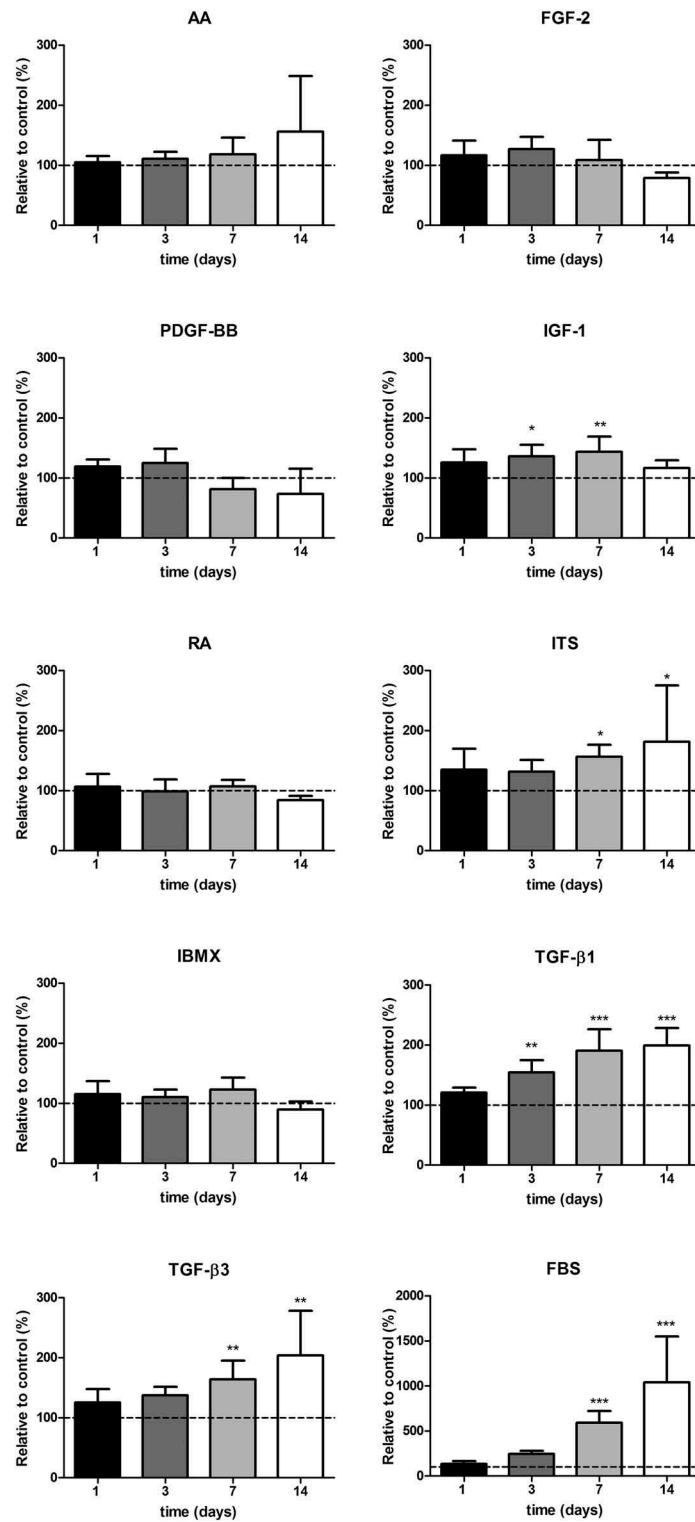 AA
Relative to control (%)
300
200
100
0
1 3 7 14
time (days)
FGF-2
Relative to control (%)
300
200
100
0
1 3 7 14
time (days)
PDGF-BB
Relative to control (%)
300
200
100
0
1 3 7 14
time (days)
IGF-1
Relative to control (%)
300
200
100
0
* **
1 3 7 14
time (days)
RA
Relative to control (%)
300
200
100
0
1 3 7 14
time (days)
ITS
Relative to control (%)
300
200
100
0
* *
1 3 7 14
time (days)
IBMX
Relative to control (%)
300
200
100
0
1 3 7 14
time (days)
TGF-β1
Relative to control (%)
300
200
100
0
** *** ***
1 3 7 14
time (days)
TGF-β3
Relative to control (%)
300
200
100
0
** **
1 3 7 14
time (days)
FBS
Relative to control (%)
2000
1500
1000
500
0
*** ***
1 3 7 14
time (days)